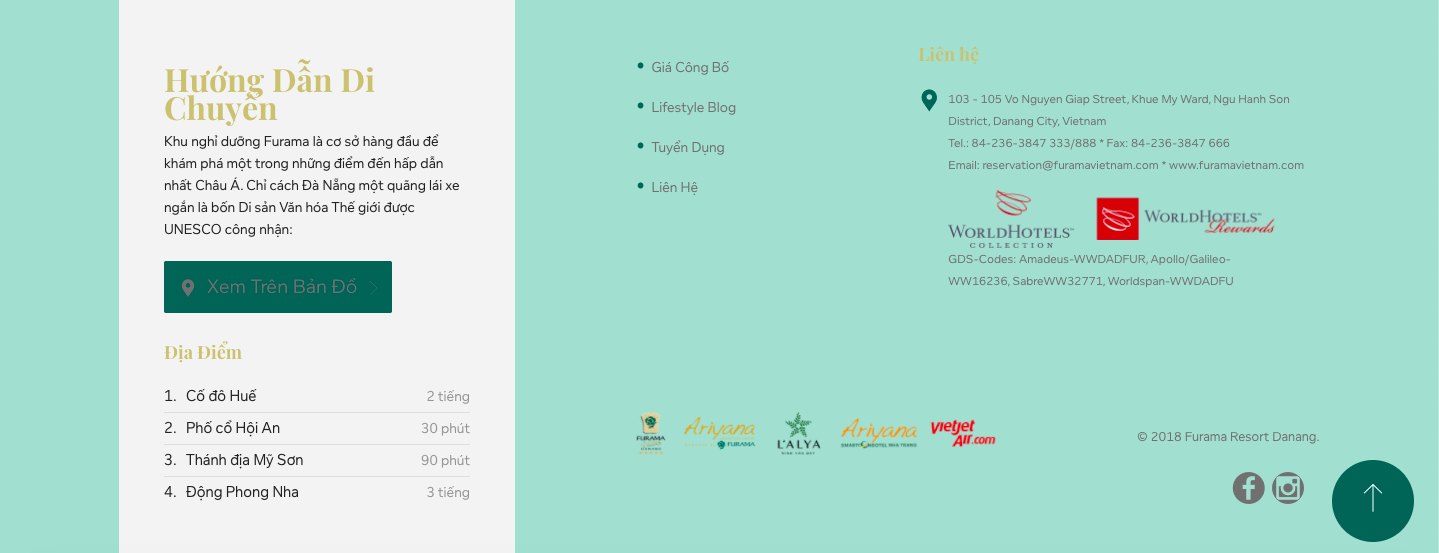 Hướng Dẫn Di
Chuyển
Khu nghỉ dưỡng Furama là cơ sở hàng đầu để
khám phá một trong những điểm đến hấp dẫn
nhất Châu Á. Chỉ cách Đà Nẵng một quãng lái xe
ngắn là bốn Di sản Văn hóa Thế giới được
UNESCO công nhận:
Xem Trên Bản Đồ
Địa Điểm
1. Cố đô Huế 2 tiếng
2. Phố cổ Hội An 30 phút
3. Thánh địa Mỹ Sơn 90 phút
4. Động Phong Nha 3 tiếng
Giá Công Bố
Lifestyle Blog
Tuyển Dụng
Liên Hệ
Liên hệ
103 - 105 Vo Nguyen Giap Street, Khue My Ward, Ngu Hanh Son
District, Danang City, Vietnam
Tel.: 84-236-3847 333/888 * Fax: 84-236-3847 666
Email: reservation@furamavietnam.com * www.furamavietnam.com
WORLDHOTELS™
COLLECTION
WORLDHOTELS™
Rewards
GDS-Codes: Amadeus-WWDADFUR, Apollo/Galileo-
WW16236, SabreWW32771, Worldspan-WWDADFU
FURAMA
Ariyana
FURAMA
L'ALYA
Ariyana
vietjet
Air.com
© 2018 Furama Resort Danang.